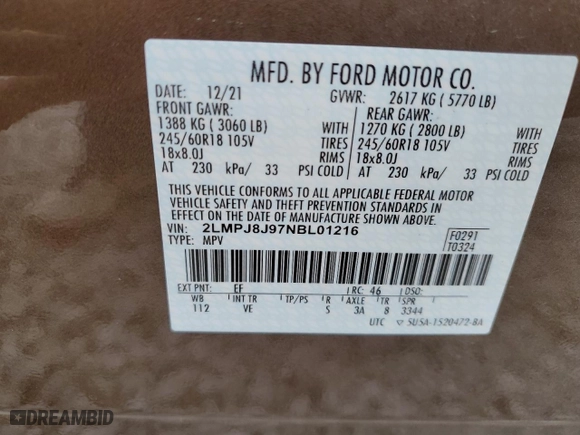 MFD. BY FORD MOTOR CO.
DATE: 12/21 GVWR: 2617 KG ( 5770 LB)
FRONT GAWR: REAR GAWR:
1388 KG ( 3060 LB) WITH 1270 KG ( 2800 LB) WITH
245/60R18 105V TIRES 245/60R18 105V TIRES
18x8.0J RIMS 18x8.0J RIMS
AT 230 kPa/ 33 PSI COLD AT 230 kPa/ 33 PSI COLD
THIS VEHICLE CONFORMS TO ALL APPLICABLE FEDERAL MOTOR
VEHICLE SAFETY AND THEFT PREVENTION STANDARDS IN
EFFECT ON THE DATE OF MANUFACTURE SHOWN ABOVE.
VIN: 2LMPJ8J97NBL01216 F0291
TYPE: MPV T0324
EXT PNT: EF RC: 46 DSO:
WB INT TR TP/PS R AXLE TR SPR
112 VE S 3A 8 3344
UTC ▽ SUSA-1520472-BA
DREAMBID